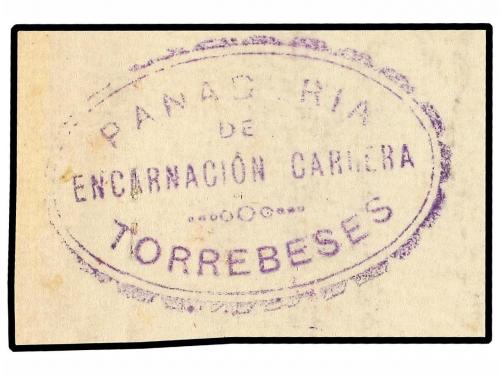 PANADERIA
DE
ENCARNACIÓN CARRERA
TORREBESES